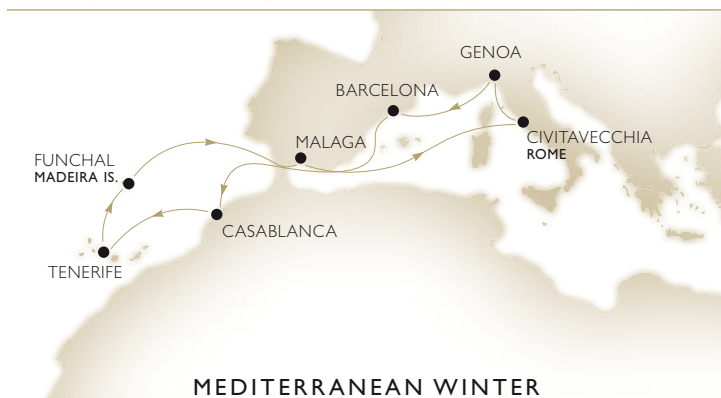 GENOA
BARCELONA
MALAGA
CIVITAVECCHIA
ROME
FUNCHAL
MADEIRA IS.
CASABLANCA
TENERIFE
MEDITERRANEAN WINTER